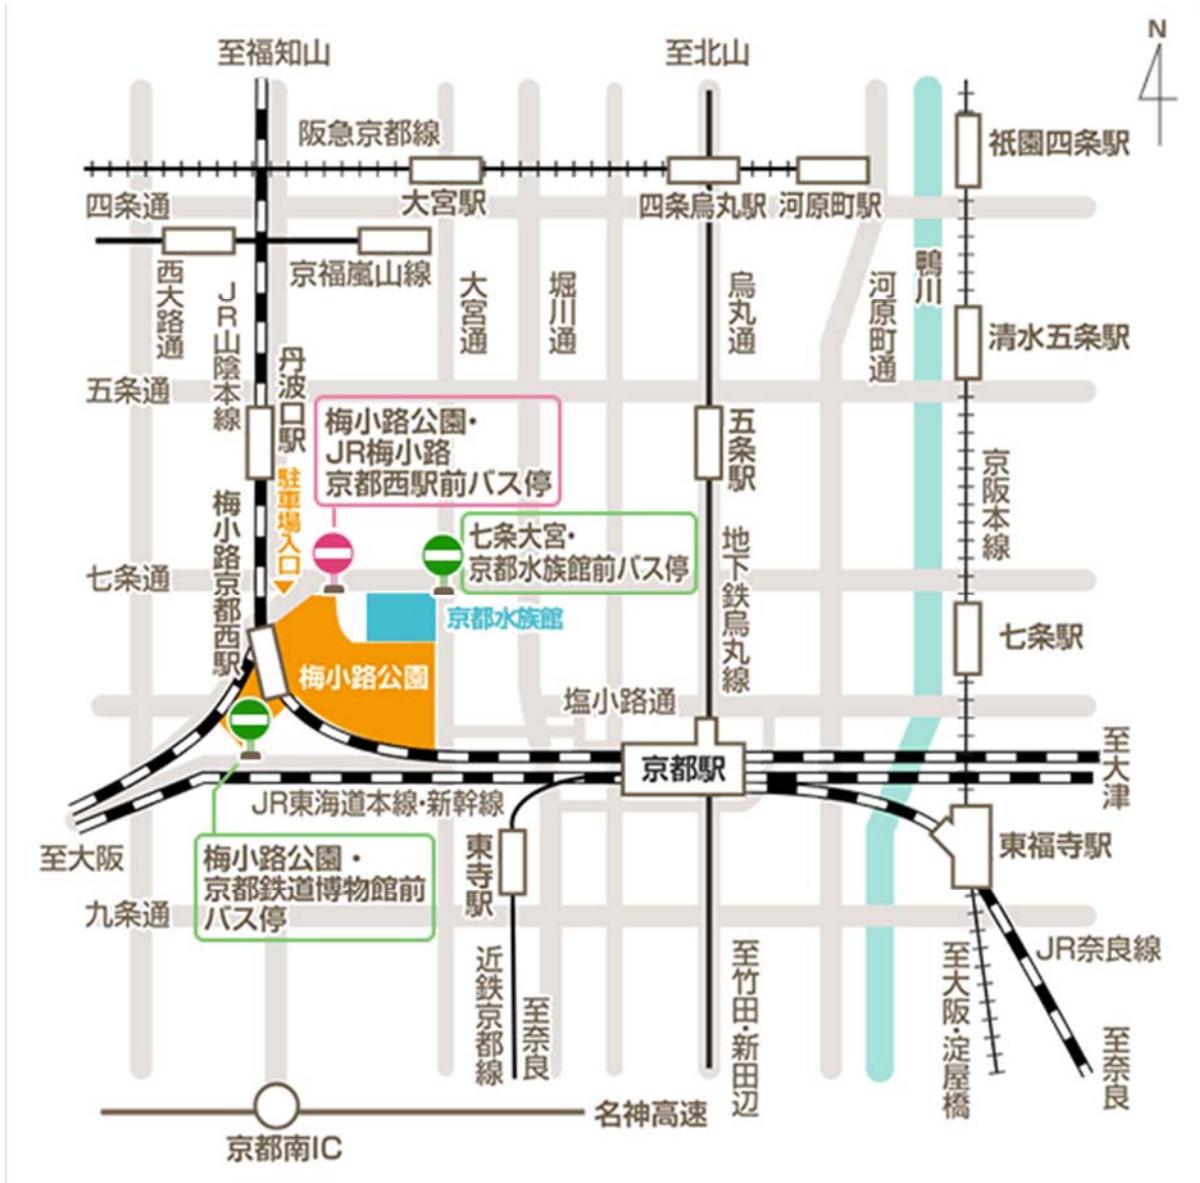 至福知山
至北山
N
阪急京都線
祇園四条駅
四条通
大宮駅
四条烏丸駅
河原町駅
京福嵐山線
西大路通
JR山陰本線
大宮通
堀川通
烏丸通
河原町通
鴨川
清水五条駅
五条通
丹波口駅
梅小路公園・
JR梅小路
京都西駅前バス停
五条駅
京阪本線
駐車場入口
梅小路京都西駅
七条大宮・
京都水族館前バス停
地下鉄烏丸線
七条通
京都水族館
七条駅
梅小路公園
塩小路通
京都駅
至大津
JR東海道本線・新幹線
至大阪
梅小路公園・
京都鉄道博物館前
バス停
東寺駅
東福寺駅
九条通
近鉄京都線
至奈良
至竹田・新田辺
至大阪・淀屋橋
JR奈良線
至奈良
名神高速
京都南IC